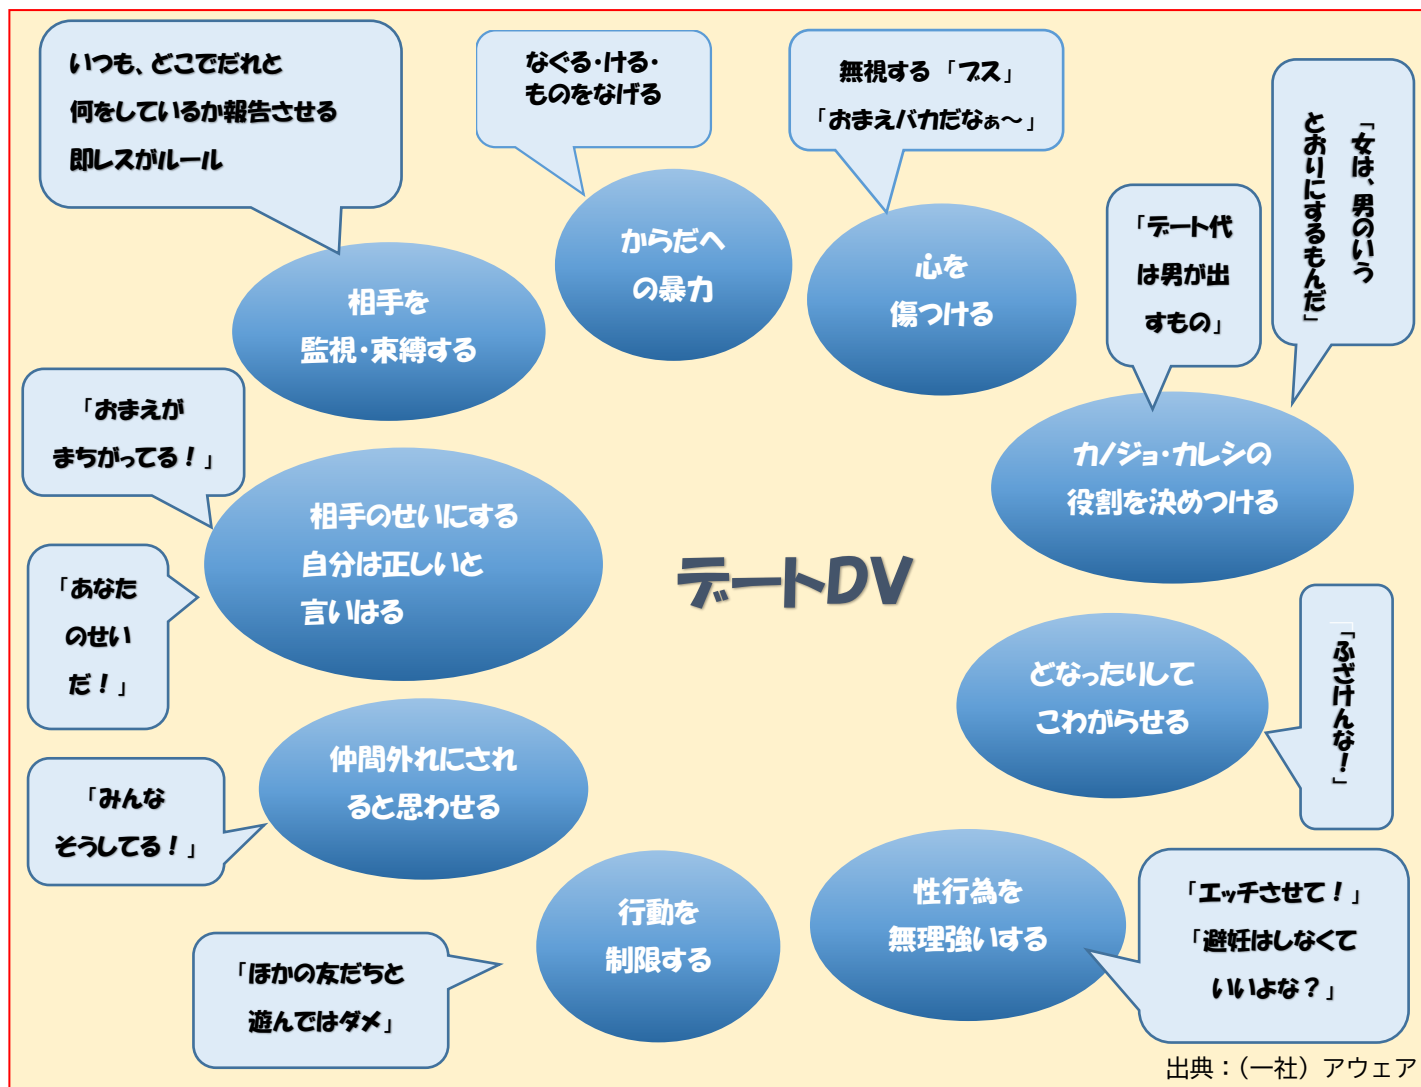 いつも、どこでだれと
何をしているか報告させる
即レスがルール
なぐる・ける・
ものをなげる
無視する「ブス」
「おまえバカだなぁ～」
「デート代
は男が出
すもの」
「女は、男のいう
とおりにするもんだ」
相手を
監視・束縛する
からだへ
の暴力
心を
傷つける
カノジョ・カレシの
役割を決めつける
「おまえが
まちがってる！」
相手のせいにする
自分は正しいと
言いはる
「あなた
のせい
だ！」
デートDV
どなったりして
こわがらせる
「ふざけんな！」
仲間外れにされ
ると思わせる
「みんな
そうしてる！」
行動を
制限する
「ほかの友だちと
遊んではダメ」
性行為を
無理強いする
「エッチさせて！」
「避妊はしなくて
いいよな？」
出典：（一社）アウェア